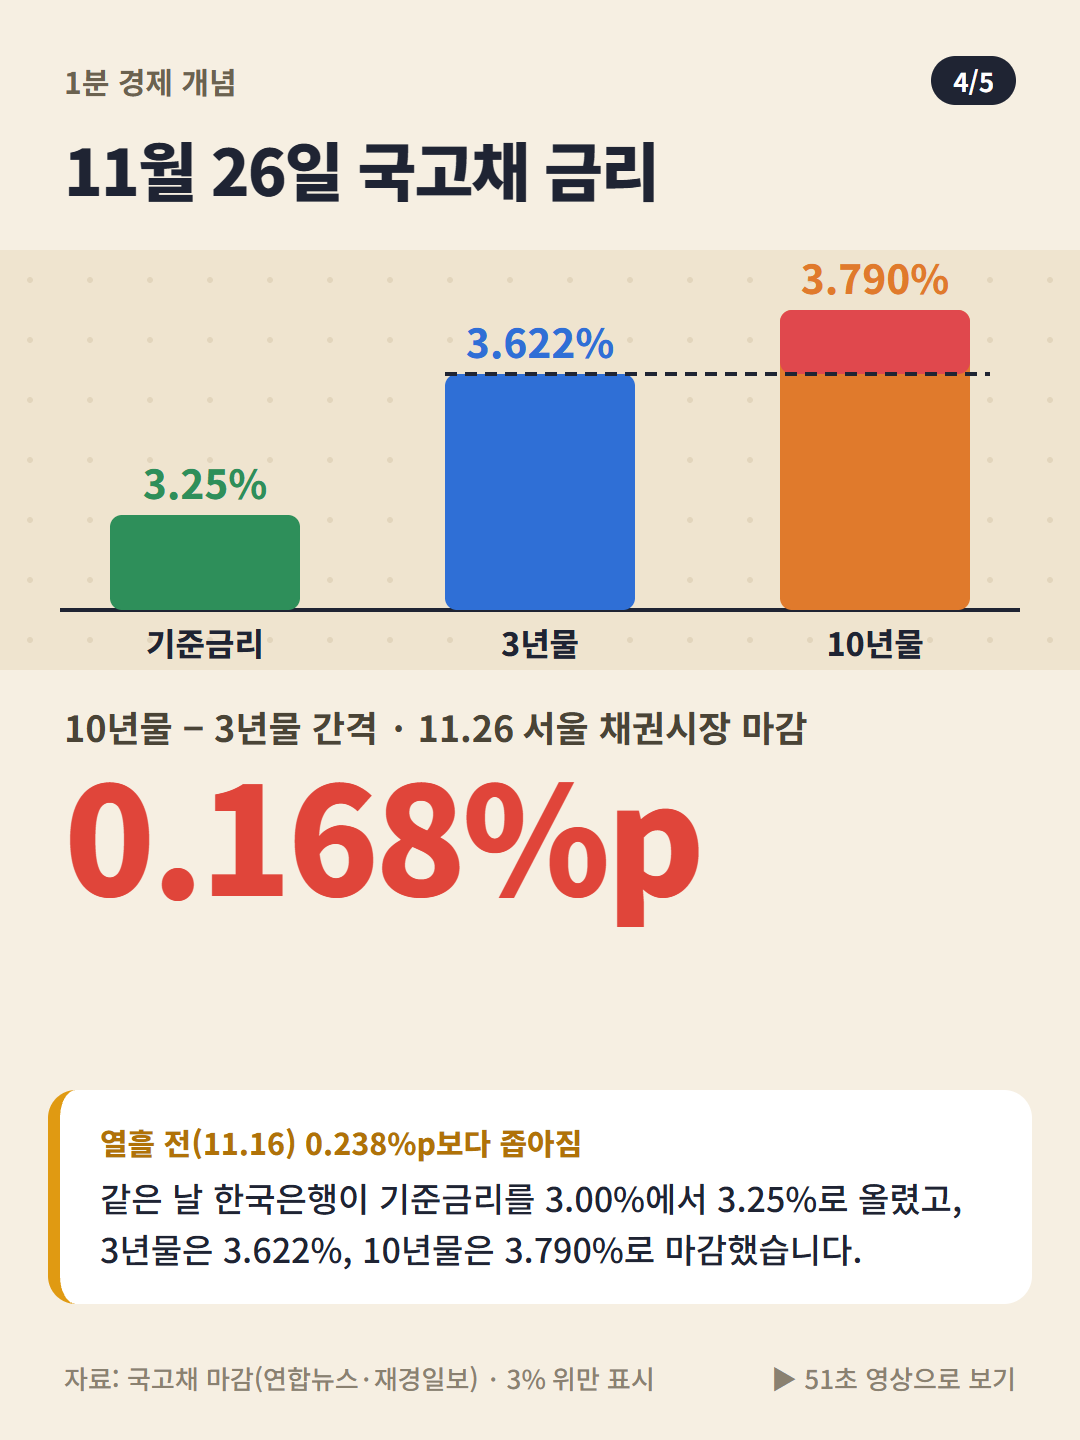 1분 경제 개념
4/5
11월 26일 국고채 금리
3.790%
3.622%
3.25%
기준금리
3년물
10년물
10년물 − 3년물 간격 · 11.26 서울 채권시장 마감
0.168%p
열흘 전(11.16) 0.238%p보다 좁아짐
같은 날 한국은행이 기준금리를 3.00%에서 3.25%로 올렸고,
3년물은 3.622%, 10년물은 3.790%로 마감했습니다.
자료: 국고채 마감(연합뉴스·재경일보) · 3% 위만 표시
▶ 51초 영상으로 보기